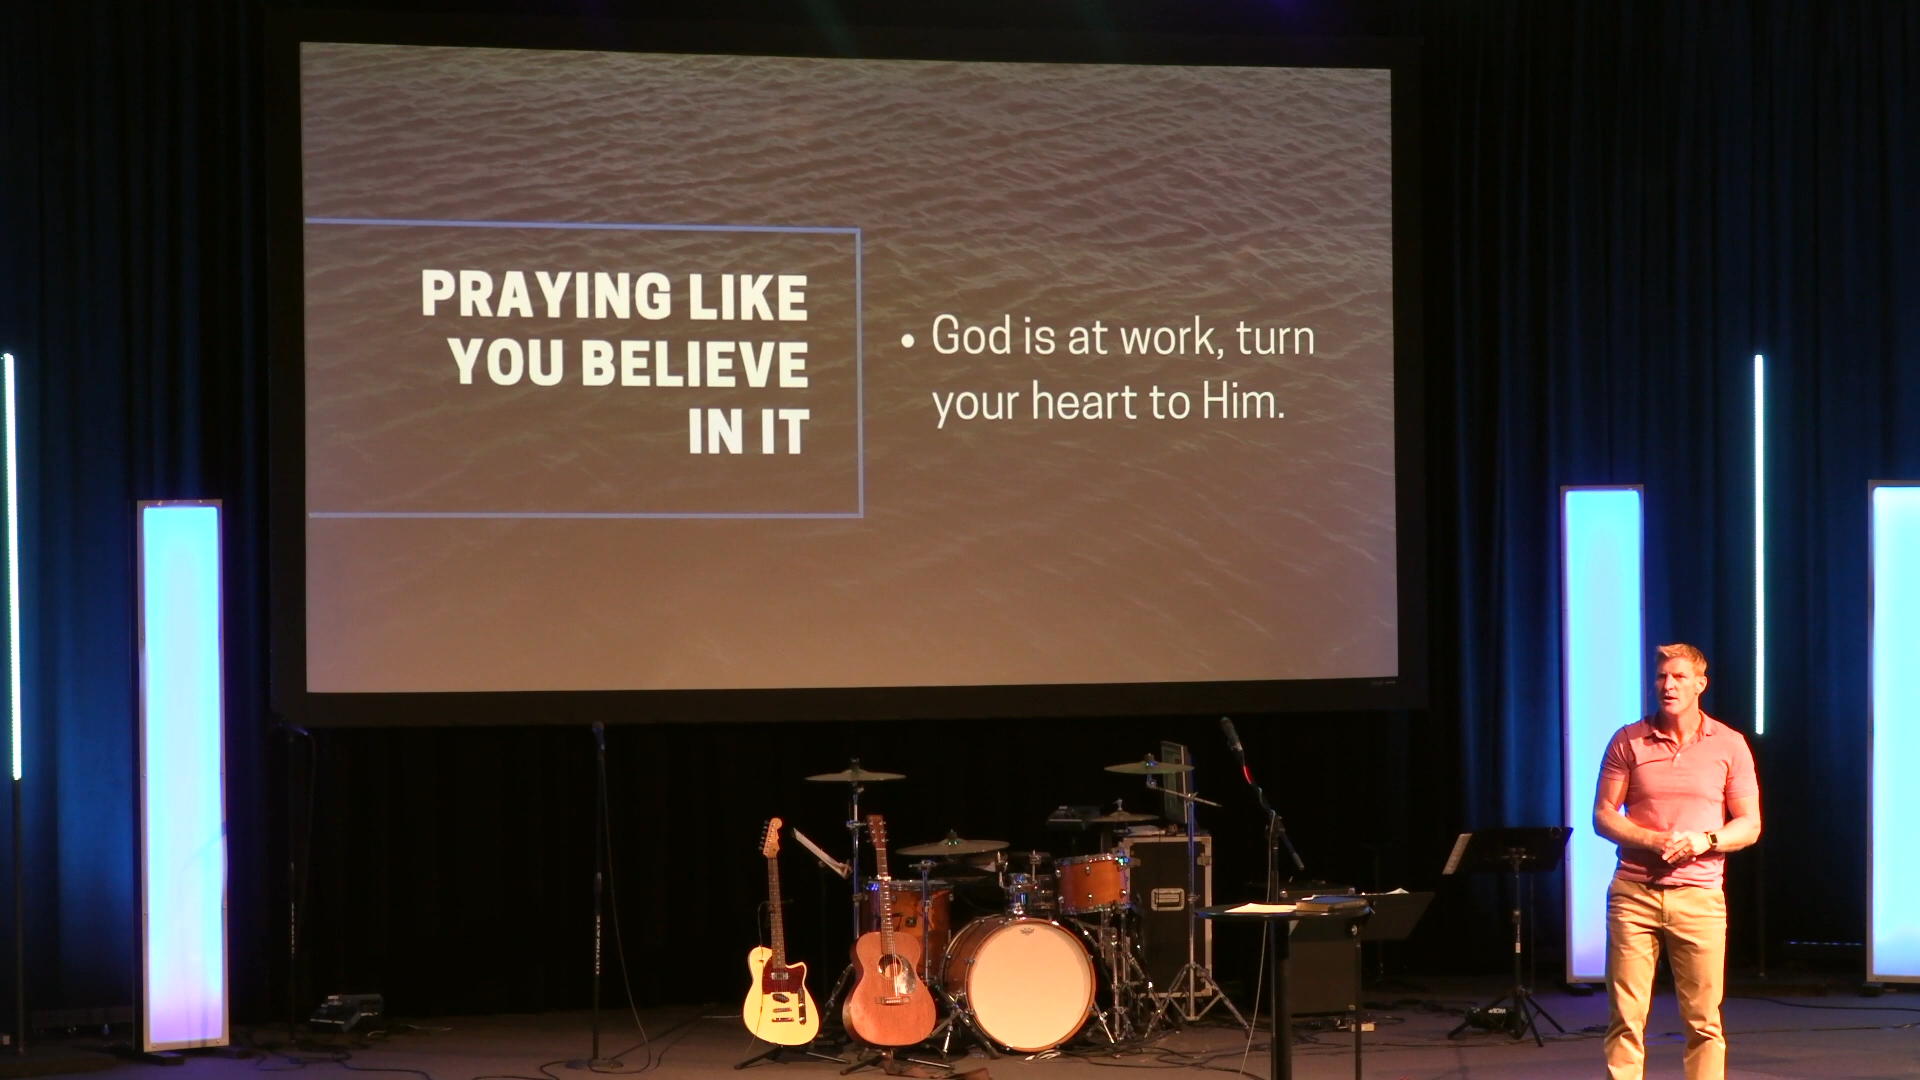 PRAYING LIKE
YOU BELIEVE
IN IT
• God is at work, turn
your heart to Him.